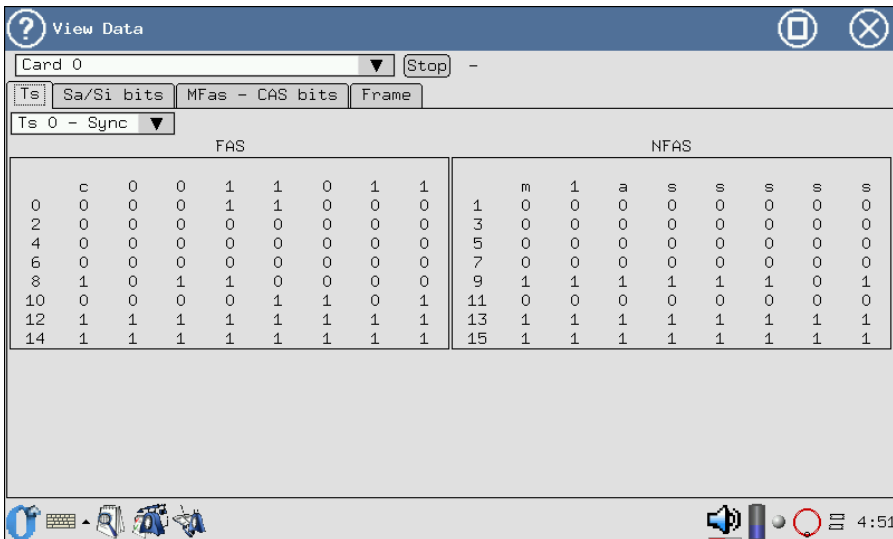 View Data
Card 0 Stop -
Ts Sa/Si bits MFas - CAS bits Frame
Ts 0 - Sync
FAS NFAS
c 0 0 1 1 0 1 1 m 1 a s s s s s
0 0 0 0 1 1 0 0 0 1 0 0 0 0 0 0 0 0
2 0 0 0 0 0 0 0 0 3 0 0 0 0 0 0 0 0
4 0 0 0 0 0 0 0 0 5 0 0 0 0 0 0 0 0
6 0 0 0 0 0 0 0 0 7 0 0 0 0 0 0 0 0
8 1 0 1 1 0 0 0 0 9 1 1 1 1 1 1 0 1
10 0 0 0 0 1 1 0 1 11 0 0 0 0 0 0 0 0
12 1 1 1 1 1 1 1 1 13 1 1 1 1 1 1 1 1
14 1 1 1 1 1 1 1 1 15 1 1 1 1 1 1 1 1
4:51